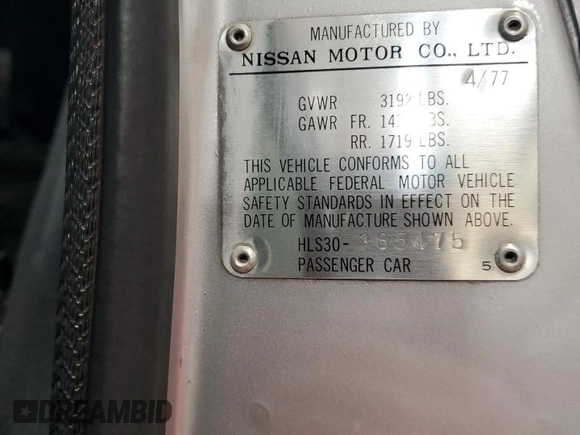 MANUFACTURED BY
NISSAN MOTOR CO., LTD.
4/77
GVWR 3192 LBS.
GAWR FR. LBS.
RR. 1719 LBS.
THIS VEHICLE CONFORMS TO ALL
APPLICABLE FEDERAL MOTOR VEHICLE
SAFETY STANDARDS IN EFFECT ON THE
DATE OF MANUFACTURE SHOWN ABOVE.
HLS30-365475
PASSENGER CAR 5
DREAMBID